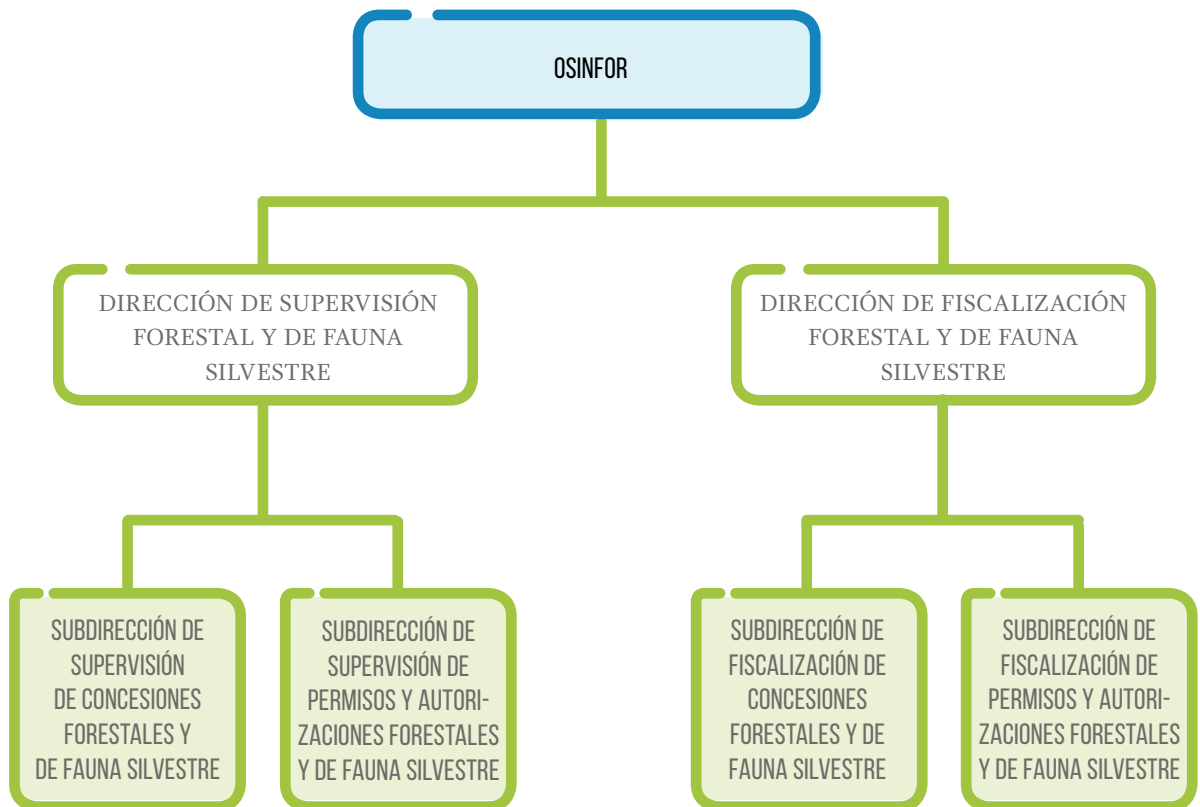 OSINFOR
DIRECCIÓN DE SUPERVISIÓN
FORESTAL Y DE FAUNA
SILVESTRE
DIRECCIÓN DE FISCALIZACIÓN
FORESTAL Y DE FAUNA
SILVESTRE
SUBDIRECCIÓN DE
SUPERVISIÓN
DE CONCESIONES
FORESTALES Y
DE FAUNA SILVESTRE
SUBDIRECCIÓN DE
SUPERVISIÓN DE
PERMISOS Y AUTORI-
ZACIONES FORESTALES
Y DE FAUNA SILVESTRE
SUBDIRECCIÓN DE
FISCALIZACIÓN DE
CONCESIONES
FORESTALES Y DE
FAUNA SILVESTRE
SUBDIRECCIÓN DE
FISCALIZACIÓN DE
PERMISOS Y AUTORI-
ZACIONES FORESTALES
Y DE FAUNA SILVESTRE